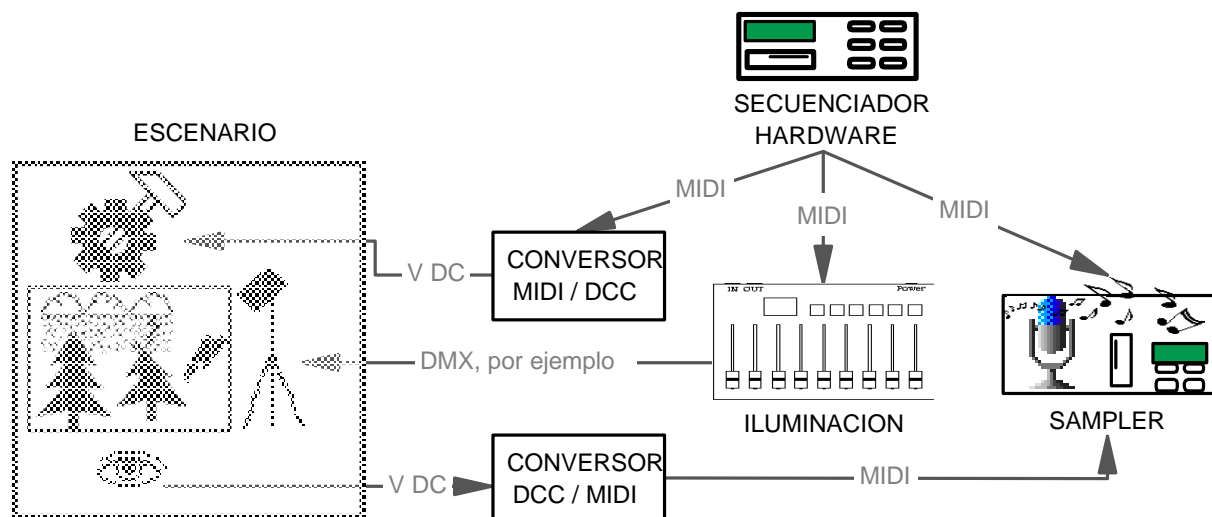 SECUENCIADOR
HARDWARE
ESCENARIO
MIDI
MIDI
MIDI
CONVERSOR
MIDI / DCC
V DC
IN OUT
Power
DMX, por ejemplo
ILUMINACION
SAMPLER
CONVERSOR
DCC / MIDI
V DC
MIDI